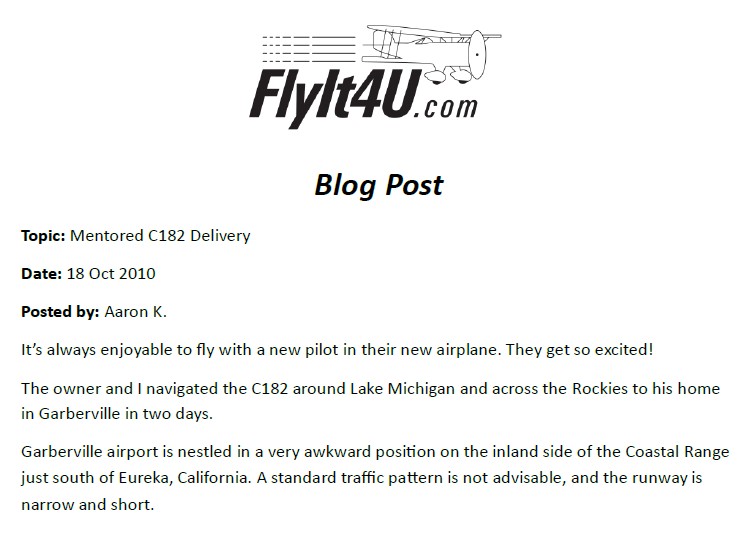 FlyIt4U.com
Blog Post
Topic: Mentored C182 Delivery
Date: 18 Oct 2010
Posted by: Aaron K.
It’s always enjoyable to fly with a new pilot in their new airplane. They get so excited!
The owner and I navigated the C182 around Lake Michigan and across the Rockies to his home
in Garberville in two days.
Garberville airport is nestled in a very awkward position on the inland side of the Coastal Range
just south of Eureka, California. A standard traffic pattern is not advisable, and the runway is
narrow and short.